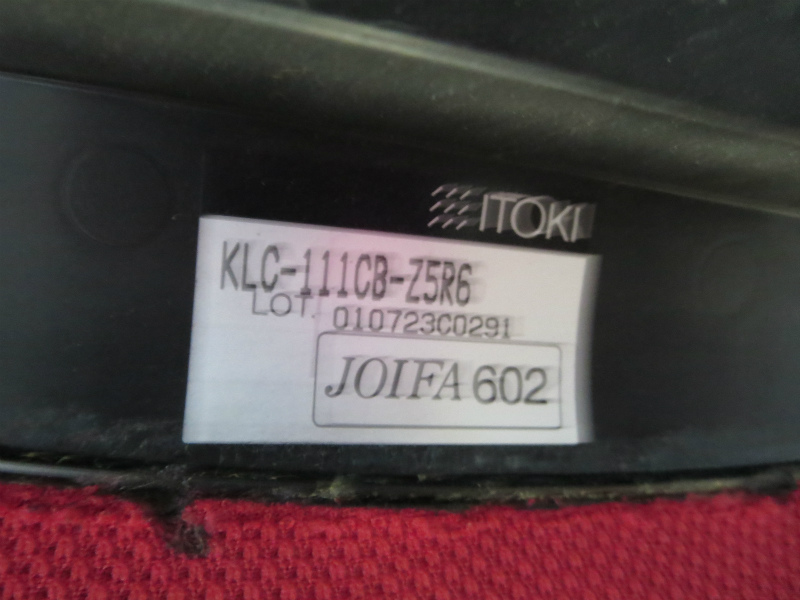 ITOKI
KLC-111CB-Z5R6
LOT. 010723C0291
JOIFA 602